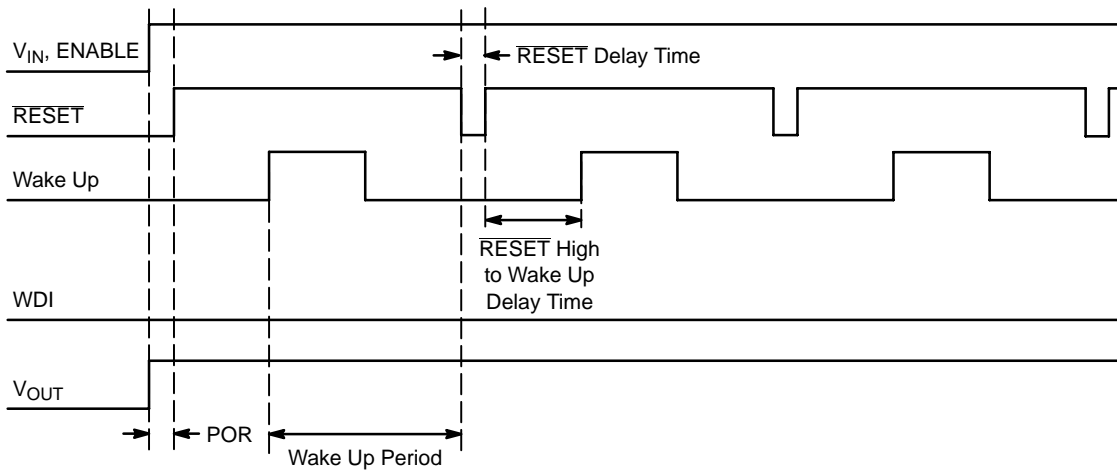 V_IN, ENABLE
RESET Delay Time
RESET
Wake Up
RESET High
to Wake Up
Delay Time
WDI
V_OUT
POR
Wake Up Period